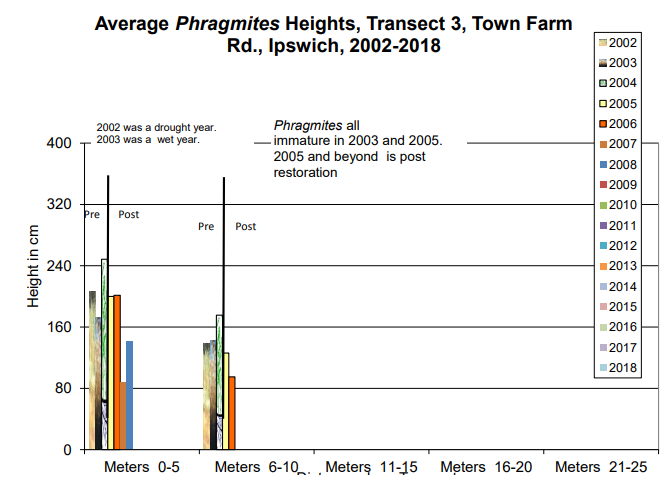 Average Phragmites Heights, Transect 3, Town Farm
Rd., Ipswich, 2002-2018
2002 was a drought year.
2003 was a  wet year.
Phragmites all
immature in 2003 and 2005.
2005 and beyond  is post
restoration
Height in cm
400
320
240
160
80
0
Pre
Post
Pre
Post
Meters  0-5
Meters  6-10
Meters  11-15
Meters  16-20
Meters  21-25
2002
2003
2004
2005
2006
2007
2008
2009
2010
2011
2012
2013
2014
2015
2016
2017
2018